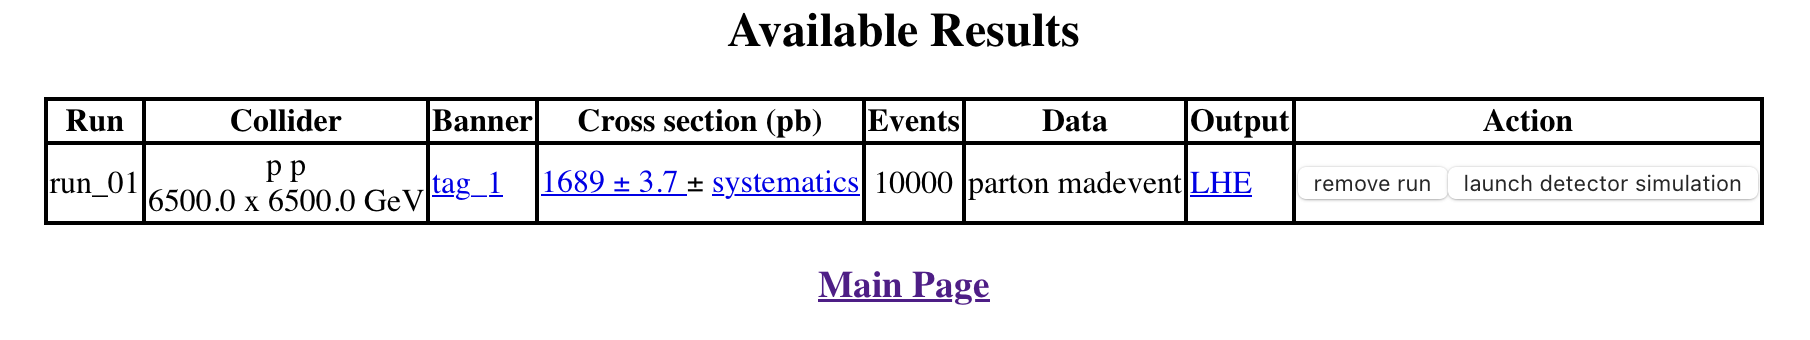 Available Results
Run Collider Banner Cross section (pb) Events Data Output Action
run_01 p p 6500.0 x 6500.0 GeV tag_1 1689 ± 3.7 ± systematics 10000 parton madevent LHE remove run launch detector simulation
Main Page